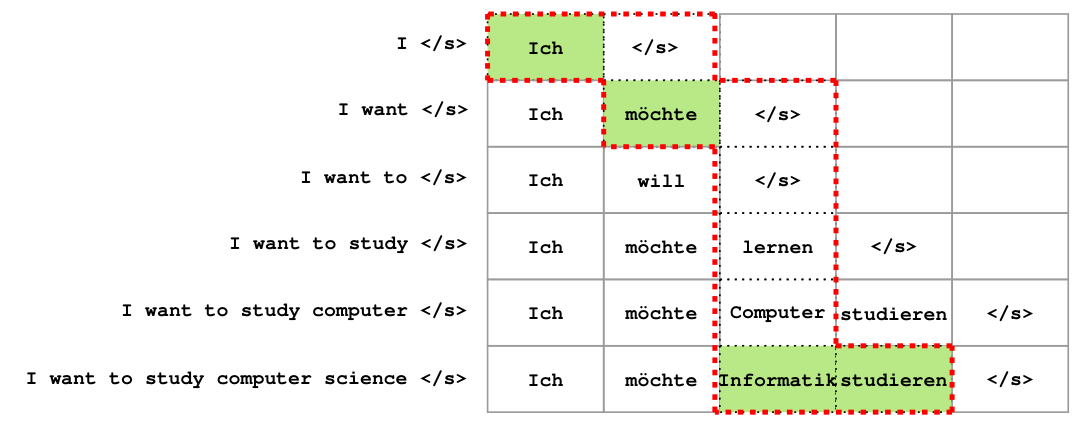 I </s> Ich </s>
I want </s> Ich möchte </s>
I want to </s> Ich will </s>
I want to study </s> Ich möchte lernen </s>
I want to study computer </s> Ich möchte Computer studieren </s>
I want to study computer science </s> Ich möchte Informatik studieren </s>